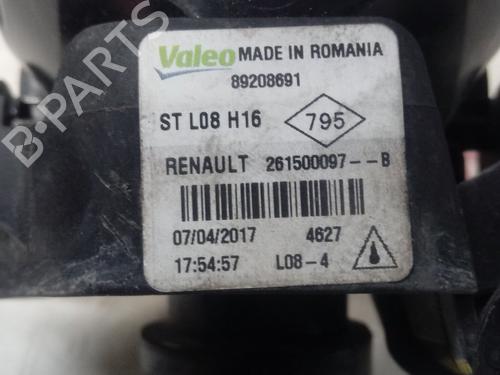 Valeo MADE IN ROMANIA
89208691
ST L08 H16 795
RENAULT 261500097--B
07/04/2017 4627
17:54:57 L08-4